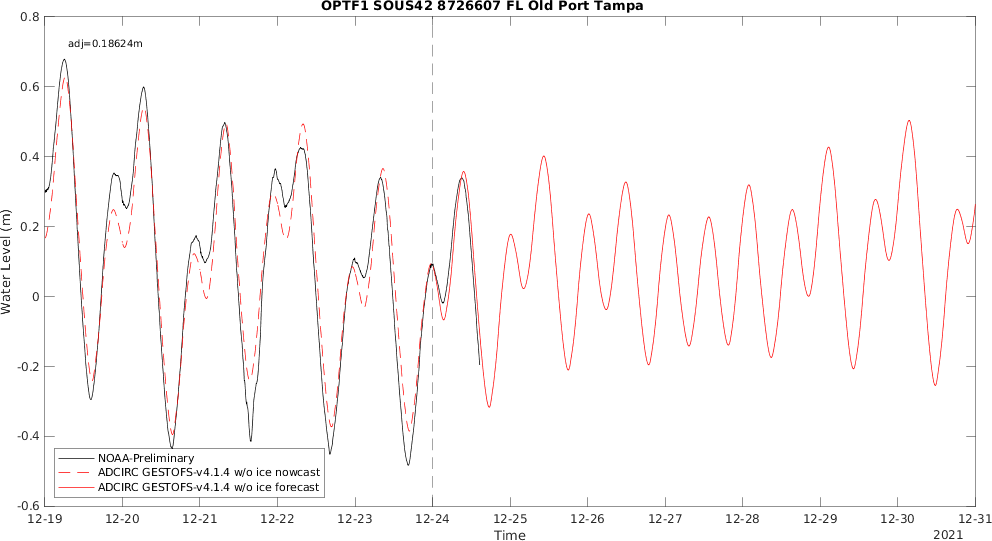 OPTF1 SOUS42 8726607 FL Old Port Tampa
adj=0.18624m
Water Level (m)
0.8
0.6
0.4
0.2
0
-0.2
-0.4
-0.6
NOAA-Preliminary
ADCIRC GESTOFS-v4.1.4 w/o ice nowcast
ADCIRC GESTOFS-v4.1.4 w/o ice forecast
12-19 12-20 12-21 12-22 12-23 12-24 12-25 12-26 12-27 12-28 12-29 12-30 12-31
Time
2021